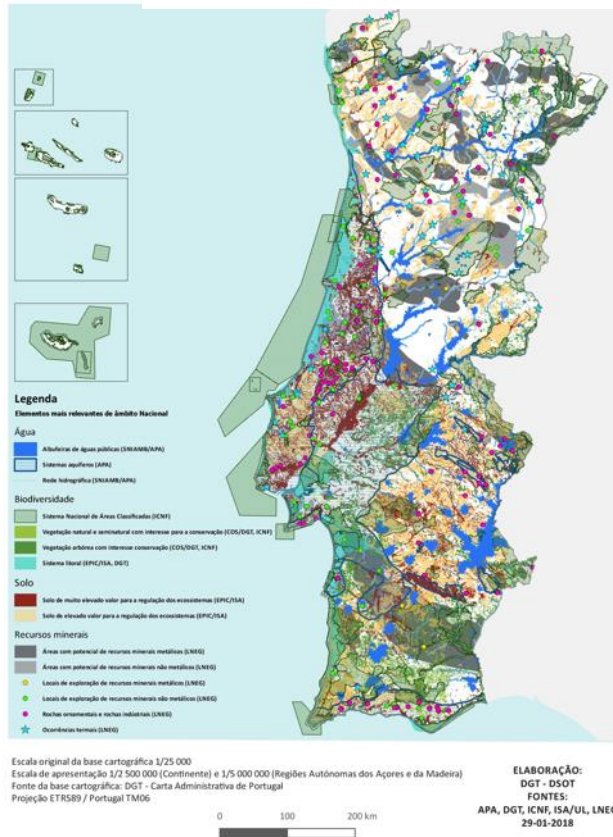 Legenda
Elementos mais relevantes de âmbito Nacional
Água
Albufeiras de águas públicas (SNIAMB/APA)
Sistemas aquíferos (APA)
Rede hidrográfica (SNIAMB/APA)
Biodiversidade
Sistema Nacional de Áreas Classificadas (ICNF)
Vegetação natural e seminatural com interesse para a conservação (COS/DGT, ICNF)
Vegetação arbórea com interesse conservação (COS/DGT, ICNF)
Sistema litoral (EPIC/ISA, DGT)
Solo
Solo de muito elevado valor para a regulação dos ecossistemas (EPIC/ISA)
Solo de elevado valor para a regulação dos ecossistemas (EPIC/ISA)
Recursos minerais
Áreas com potencial de recursos minerais metálicos (LNEG)
Áreas com potencial de recursos minerais não metálicos (LNEG)
Locais de exploração de recursos minerais metálicos (LNEG)
Locais de exploração de recursos minerais não metálicos (LNEG)
Rochas ornamentais e rochas indústriais (LNEG)
Ocorrências termais (LNEG)
Escala original da base cartográfica 1/25 000
Escala de apresentação 1/2 500 000 (Continente) e 1/5 000 000 (Regiões Autónomas dos Açores e da Madeira)
Fonte da base cartográfica: DGT - Carta Administrativa de Portugal
Projeção ETRS89 / Portugal TM06
0 100 200 km
ELABORAÇÃO:
DGT - DSOT
FONTES:
APA, DGT, ICNF, ISA/UL, LNEG
29-01-2018